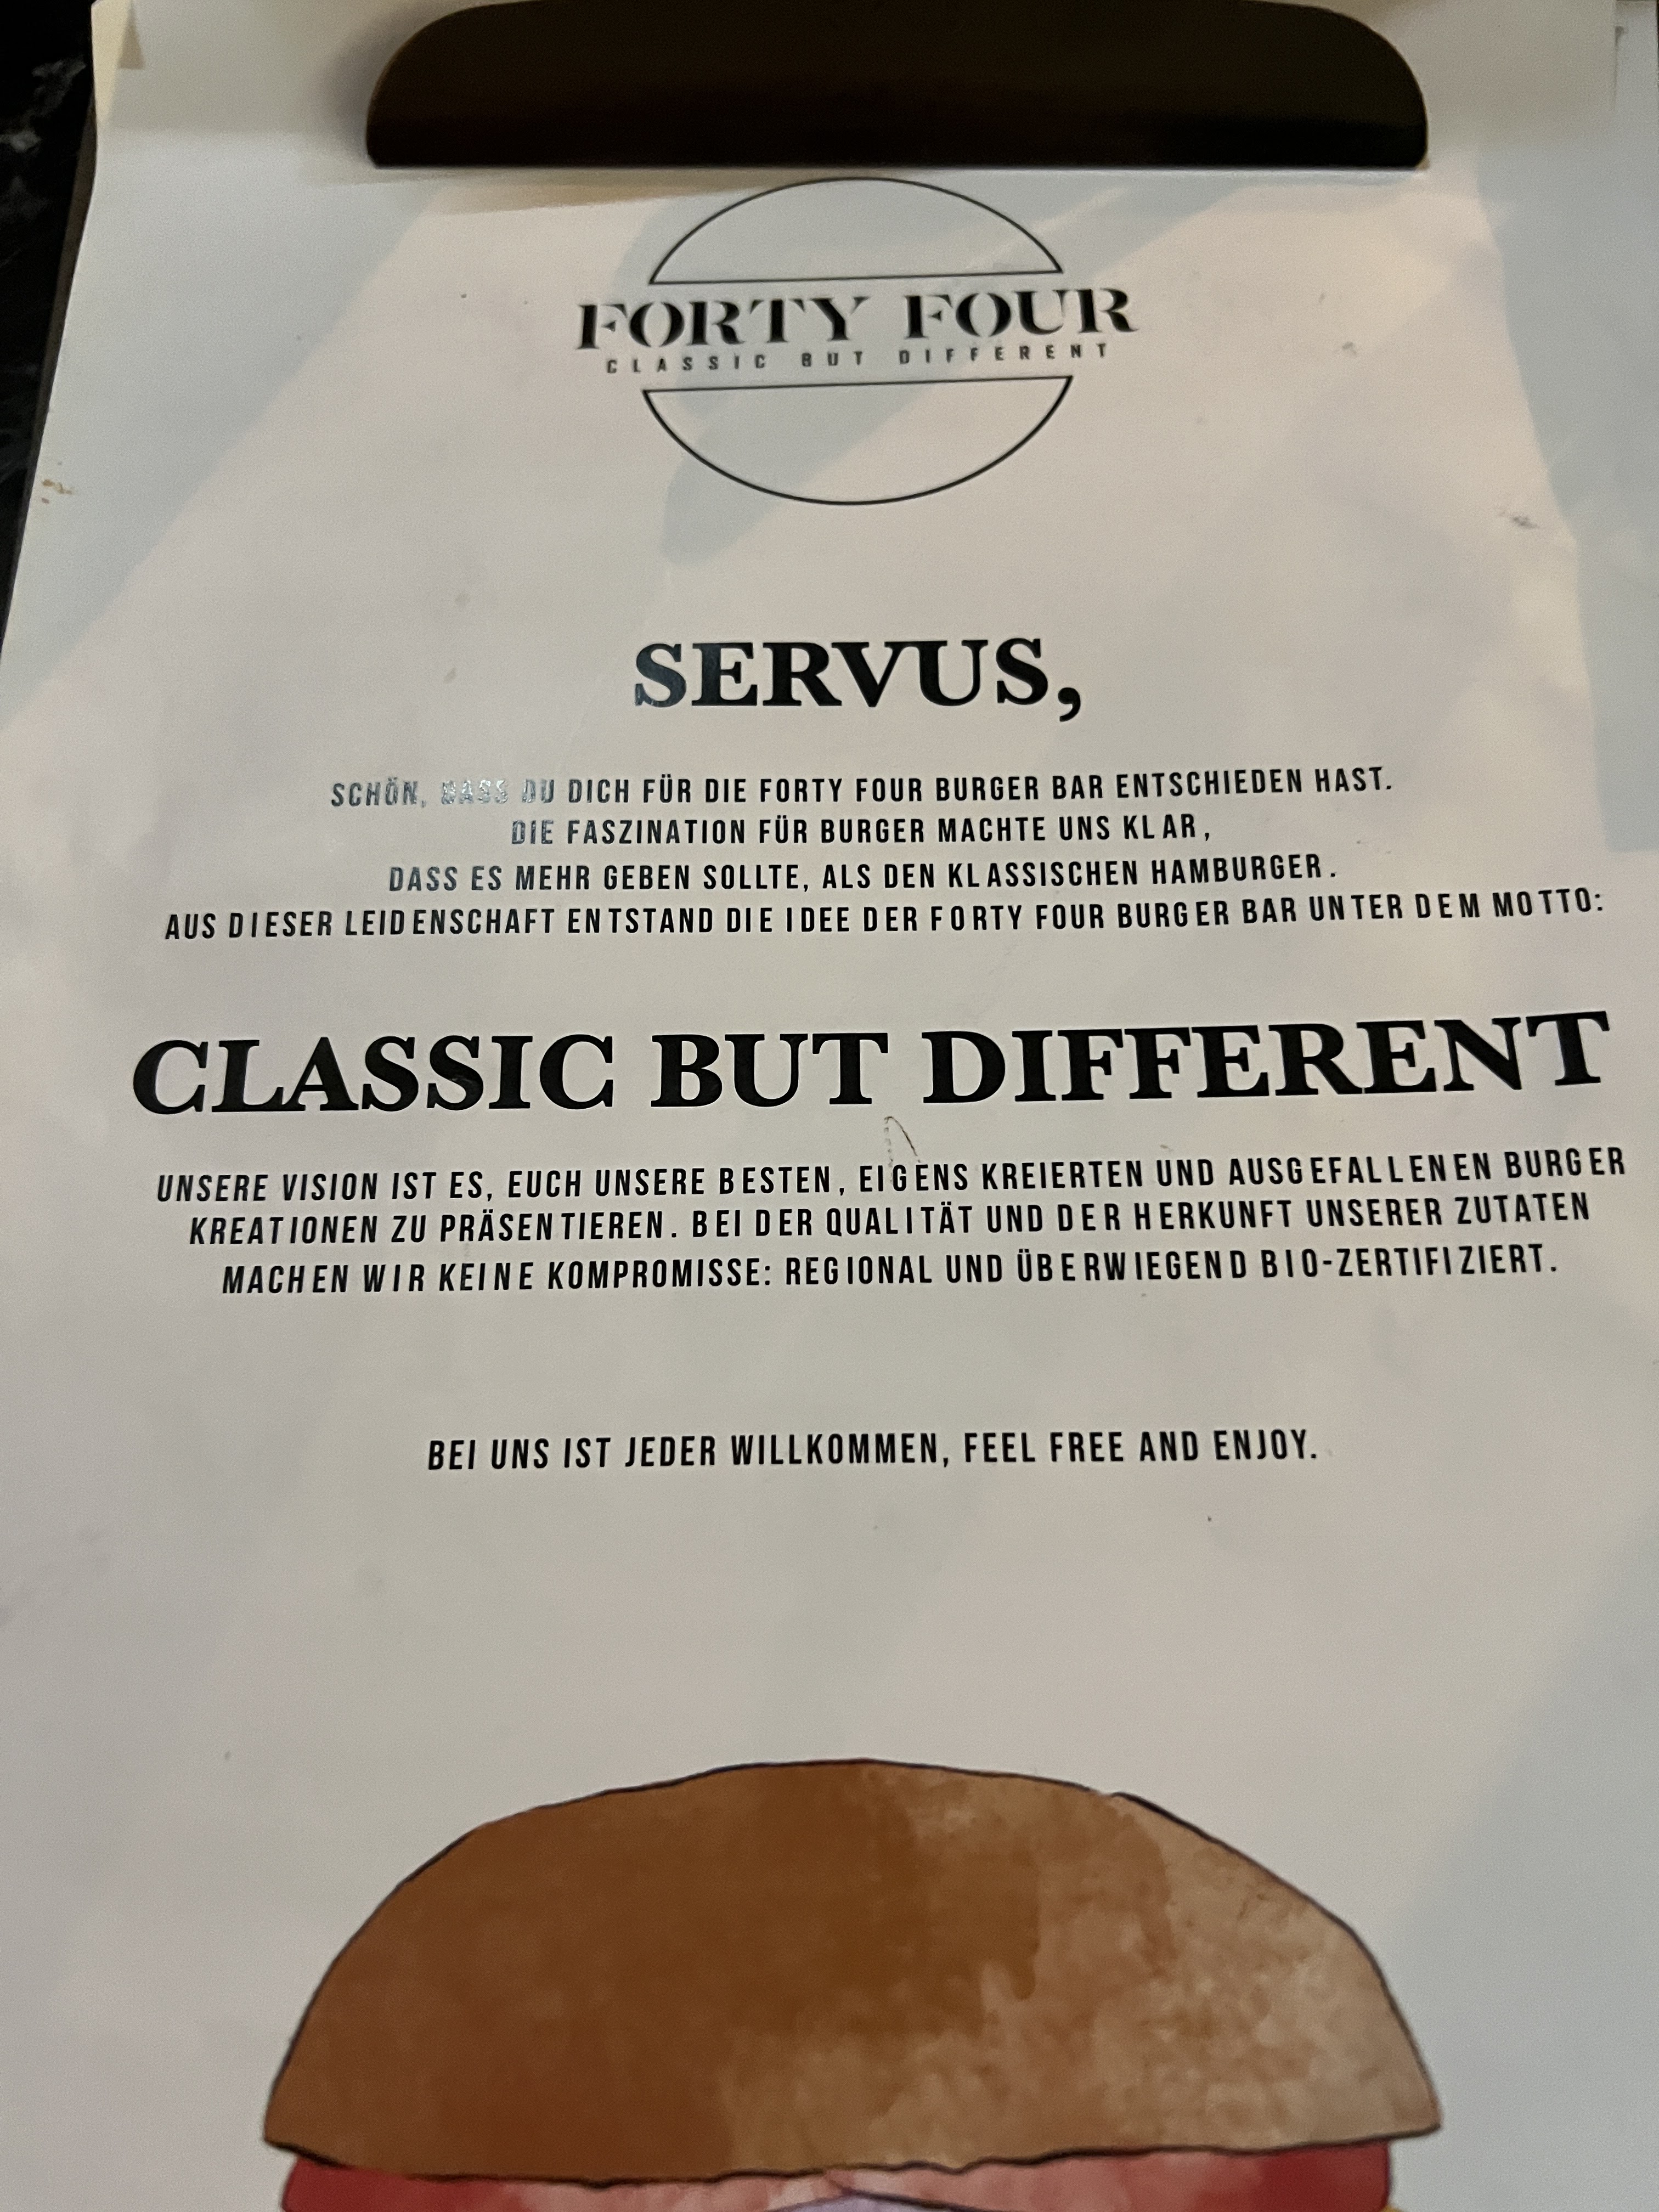 FORTY FOUR
CLASSIC BUT DIFFERENT
SERVUS,
SCHÖN, DASS DU DICH FÜR DIE FORTY FOUR BURGER BAR ENTSCHIEDEN HAST.
DIE FASZINATION FÜR BURGER MACHTE UNS KLAR,
DASS ES MEHR GEBEN SOLLTE, ALS DEN KLASSISCHEN HAMBURGER.
AUS DIESER LEIDENSCHAFT ENTSTAND DIE IDEE DER FORTY FOUR BURGER BAR UNTER DEM MOTTO:
CLASSIC BUT DIFFERENT
UNSERE VISION IST ES, EUCH UNSERE BESTEN, EIGENS KREIERTEN UND AUSGEFALLENEN BURGER
KREATIONEN ZU PRÄSENTIEREN. BEI DER QUALITÄT UND DER HERKUNFT UNSERER ZUTATEN
MACHEN WIR KEINE KOMPROMISSE: REGIONAL UND ÜBERWIEGEND BIO-ZERTIFIZIERT.
BEI UNS IST JEDER WILLKOMMEN, FEEL FREE AND ENJOY.